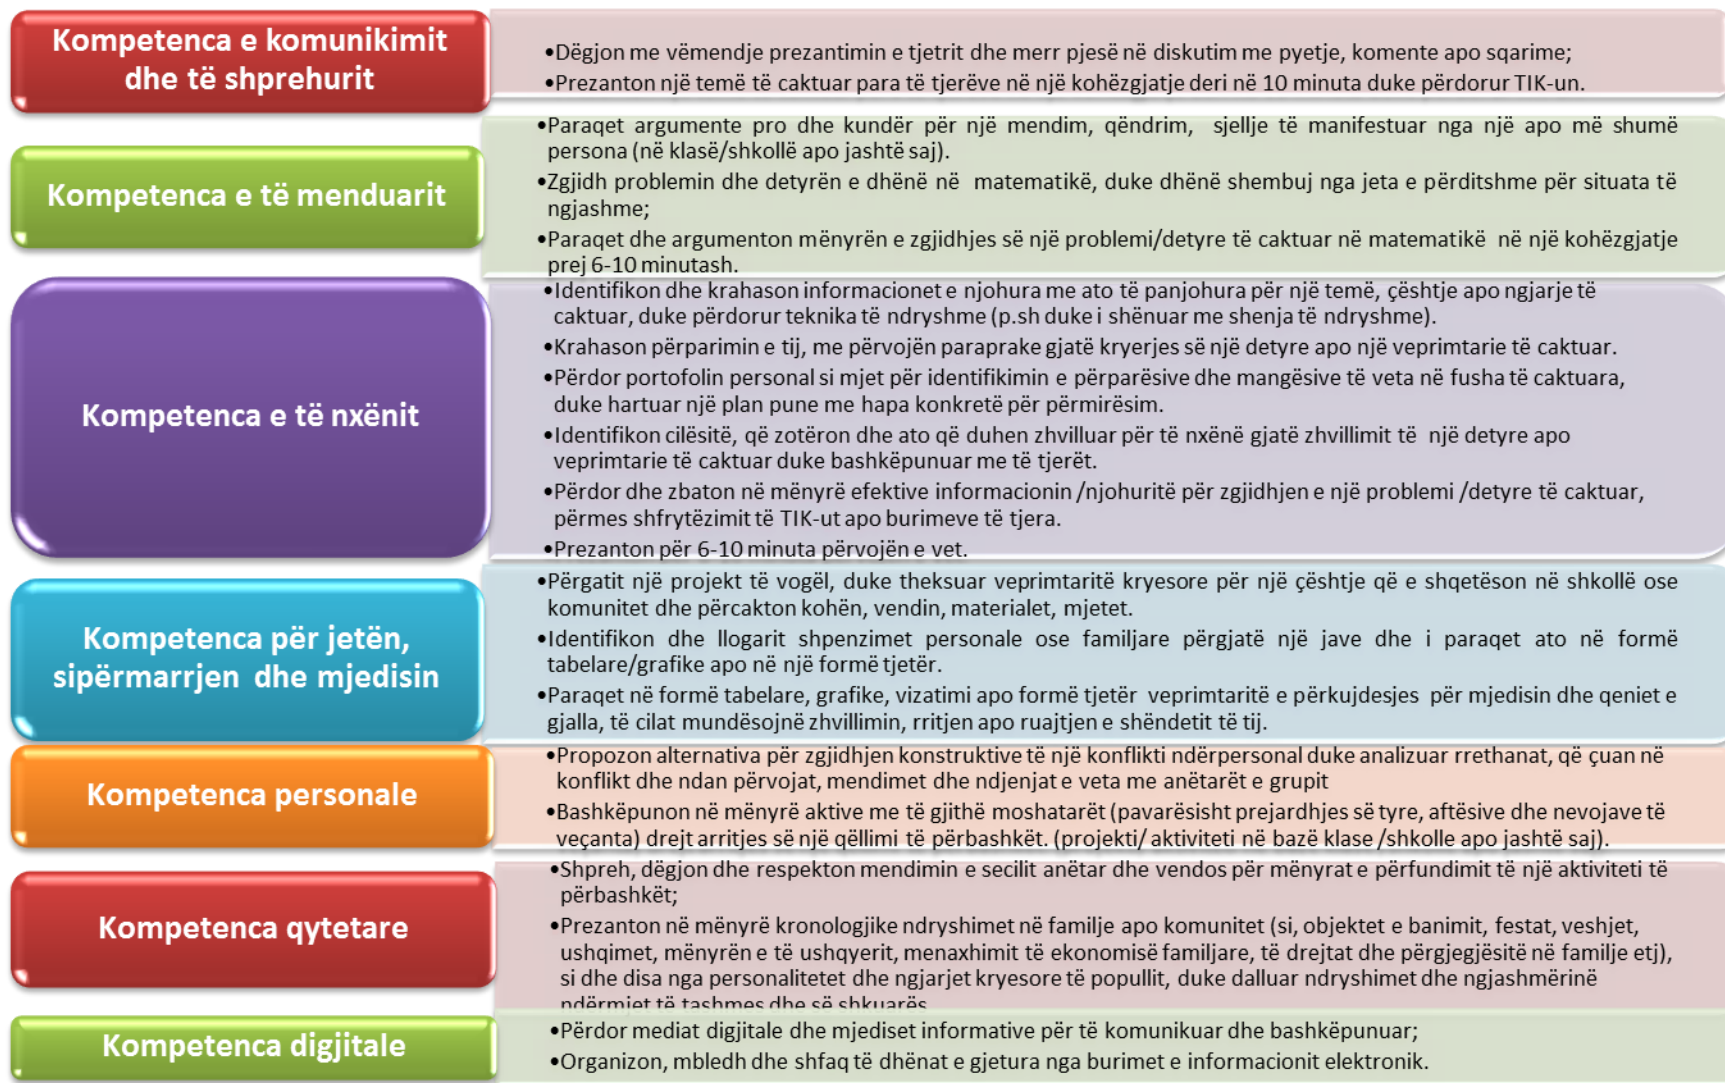 Kompetenca e komunikimit
dhe të shprehurit
•Dëgjon me vëmendje prezantimin e tjetrit dhe merr pjesë në diskutim me pyetje, komente apo sqarime;
•Prezanton një temë të caktuar para të tjerëve në një kohëzgjatje deri në 10 minuta duke përdorur TIK-un.
Kompetenca e të menduarit
•Paraqet argumente pro dhe kundër për një mendim, qëndrim, sjellje të manifestuar nga një apo më shumë
persona (në klasë/shkollë apo jashtë saj).
•Zgjidh problemin dhe detyrën e dhënë në matematikë, duke dhënë shembuj nga jeta e përditshme për situata të
ngjashme;
•Paraqet dhe argumenton mënyrën e zgjidhjes së një problemi/detyre të caktuar në matematikë në një kohëzgjatje
prej 6-10 minutash.
Kompetenca e të nxënit
•Identifikon dhe krahason informacionet e njohura me ato të panjohura për një temë, çështje apo ngjarje të
caktuar, duke përdorur teknika të ndryshme (p.sh duke i shënuar me shenja të ndryshme).
•Krahason përparimin e tij, me përvojën paraprake gjatë kryerjes së një detyre apo një veprimtarie të caktuar.
•Përdor portofolin personal si mjet për identifikimin e përparësive dhe mangësive të veta në fusha të caktuara,
duke hartuar një plan pune me hapa konkretë për përmirësim.
•Identifikon cilësitë, që zotëron dhe ato që duhen zhvilluar për të nxënë gjatë zhvillimit të një detyre apo
veprimtarie të caktuar duke bashkëpunuar me të tjerët.
•Përdor dhe zbaton në mënyrë efektive informacionin /njohuritë për zgjidhjen e një problemi /detyre të caktuar,
përmes shfrytëzimit të TIK-ut apo burimeve të tjera.
•Prezanton për 6-10 minuta përvojën e vet.
Kompetenca për jetën,
sipërmarrjen dhe mjedisin
•Përgatit një projekt të vogël, duke theksuar veprimtaritë kryesore për një çështje që e shqetëson në shkollë ose
komunitet dhe përcakton kohën, vendin, materialet, mjetet.
•Identifikon dhe llogarit shpenzimet personale ose familjare përgjatë një jave dhe i paraqet ato në formë
tabelare/grafike apo në një formë tjetër.
•Paraqet në formë tabelare, grafike, vizatimi apo formë tjetër veprimtaritë e përkujdesjes për mjedisin dhe qeniet e
gjalla, të cilat mundësojnë zhvillimin, rritjen apo ruajtjen e shëndetit të tij.
Kompetenca personale
•Propozon alternativa për zgjidhjen konstruktive të një konflikti ndërpersonal duke analizuar rrethanat, që çuan në
konflikt dhe ndan përvojat, mendimet dhe ndjenjat e veta me anëtarët e grupit
•Bashkëpunon në mënyrë aktive me të gjithë moshatarët (pavarësisht prejardhjes së tyre, aftësive dhe nevojave të
veçanta) drejt arritjes së një qëllimi të përbashkët. (projekti/ aktiviteti në bazë klase /shkolle apo jashtë saj).
Kompetenca qytetare
•Shpreh, dëgjon dhe respekton mendimin e secilit anëtar dhe vendos për mënyrat e përfundimit të një aktiviteti të
përbashkët;
•Prezanton në mënyrë kronologjike ndryshimet në familje apo komunitet (si, objektet e banimit, festat, veshjet,
ushqimet, mënyrën e të ushqyerit, menaxhimit të ekonomisë familjare, të drejtat dhe përgjegjësitë në familje etj),
si dhe disa nga personalitetet dhe ngjarjet kryesore të popullit, duke dalluar ndryshimet dhe ngjashmërinë
ndërmjet të tashmes dhe së shkuarës
Kompetenca digjitale
•Përdor mediat digjitale dhe mjediset informative për të komunikuar dhe bashkëpunuar;
•Organizon, mbledh dhe shfaq të dhënat e gjetura nga burimet e informacionit elektronik.